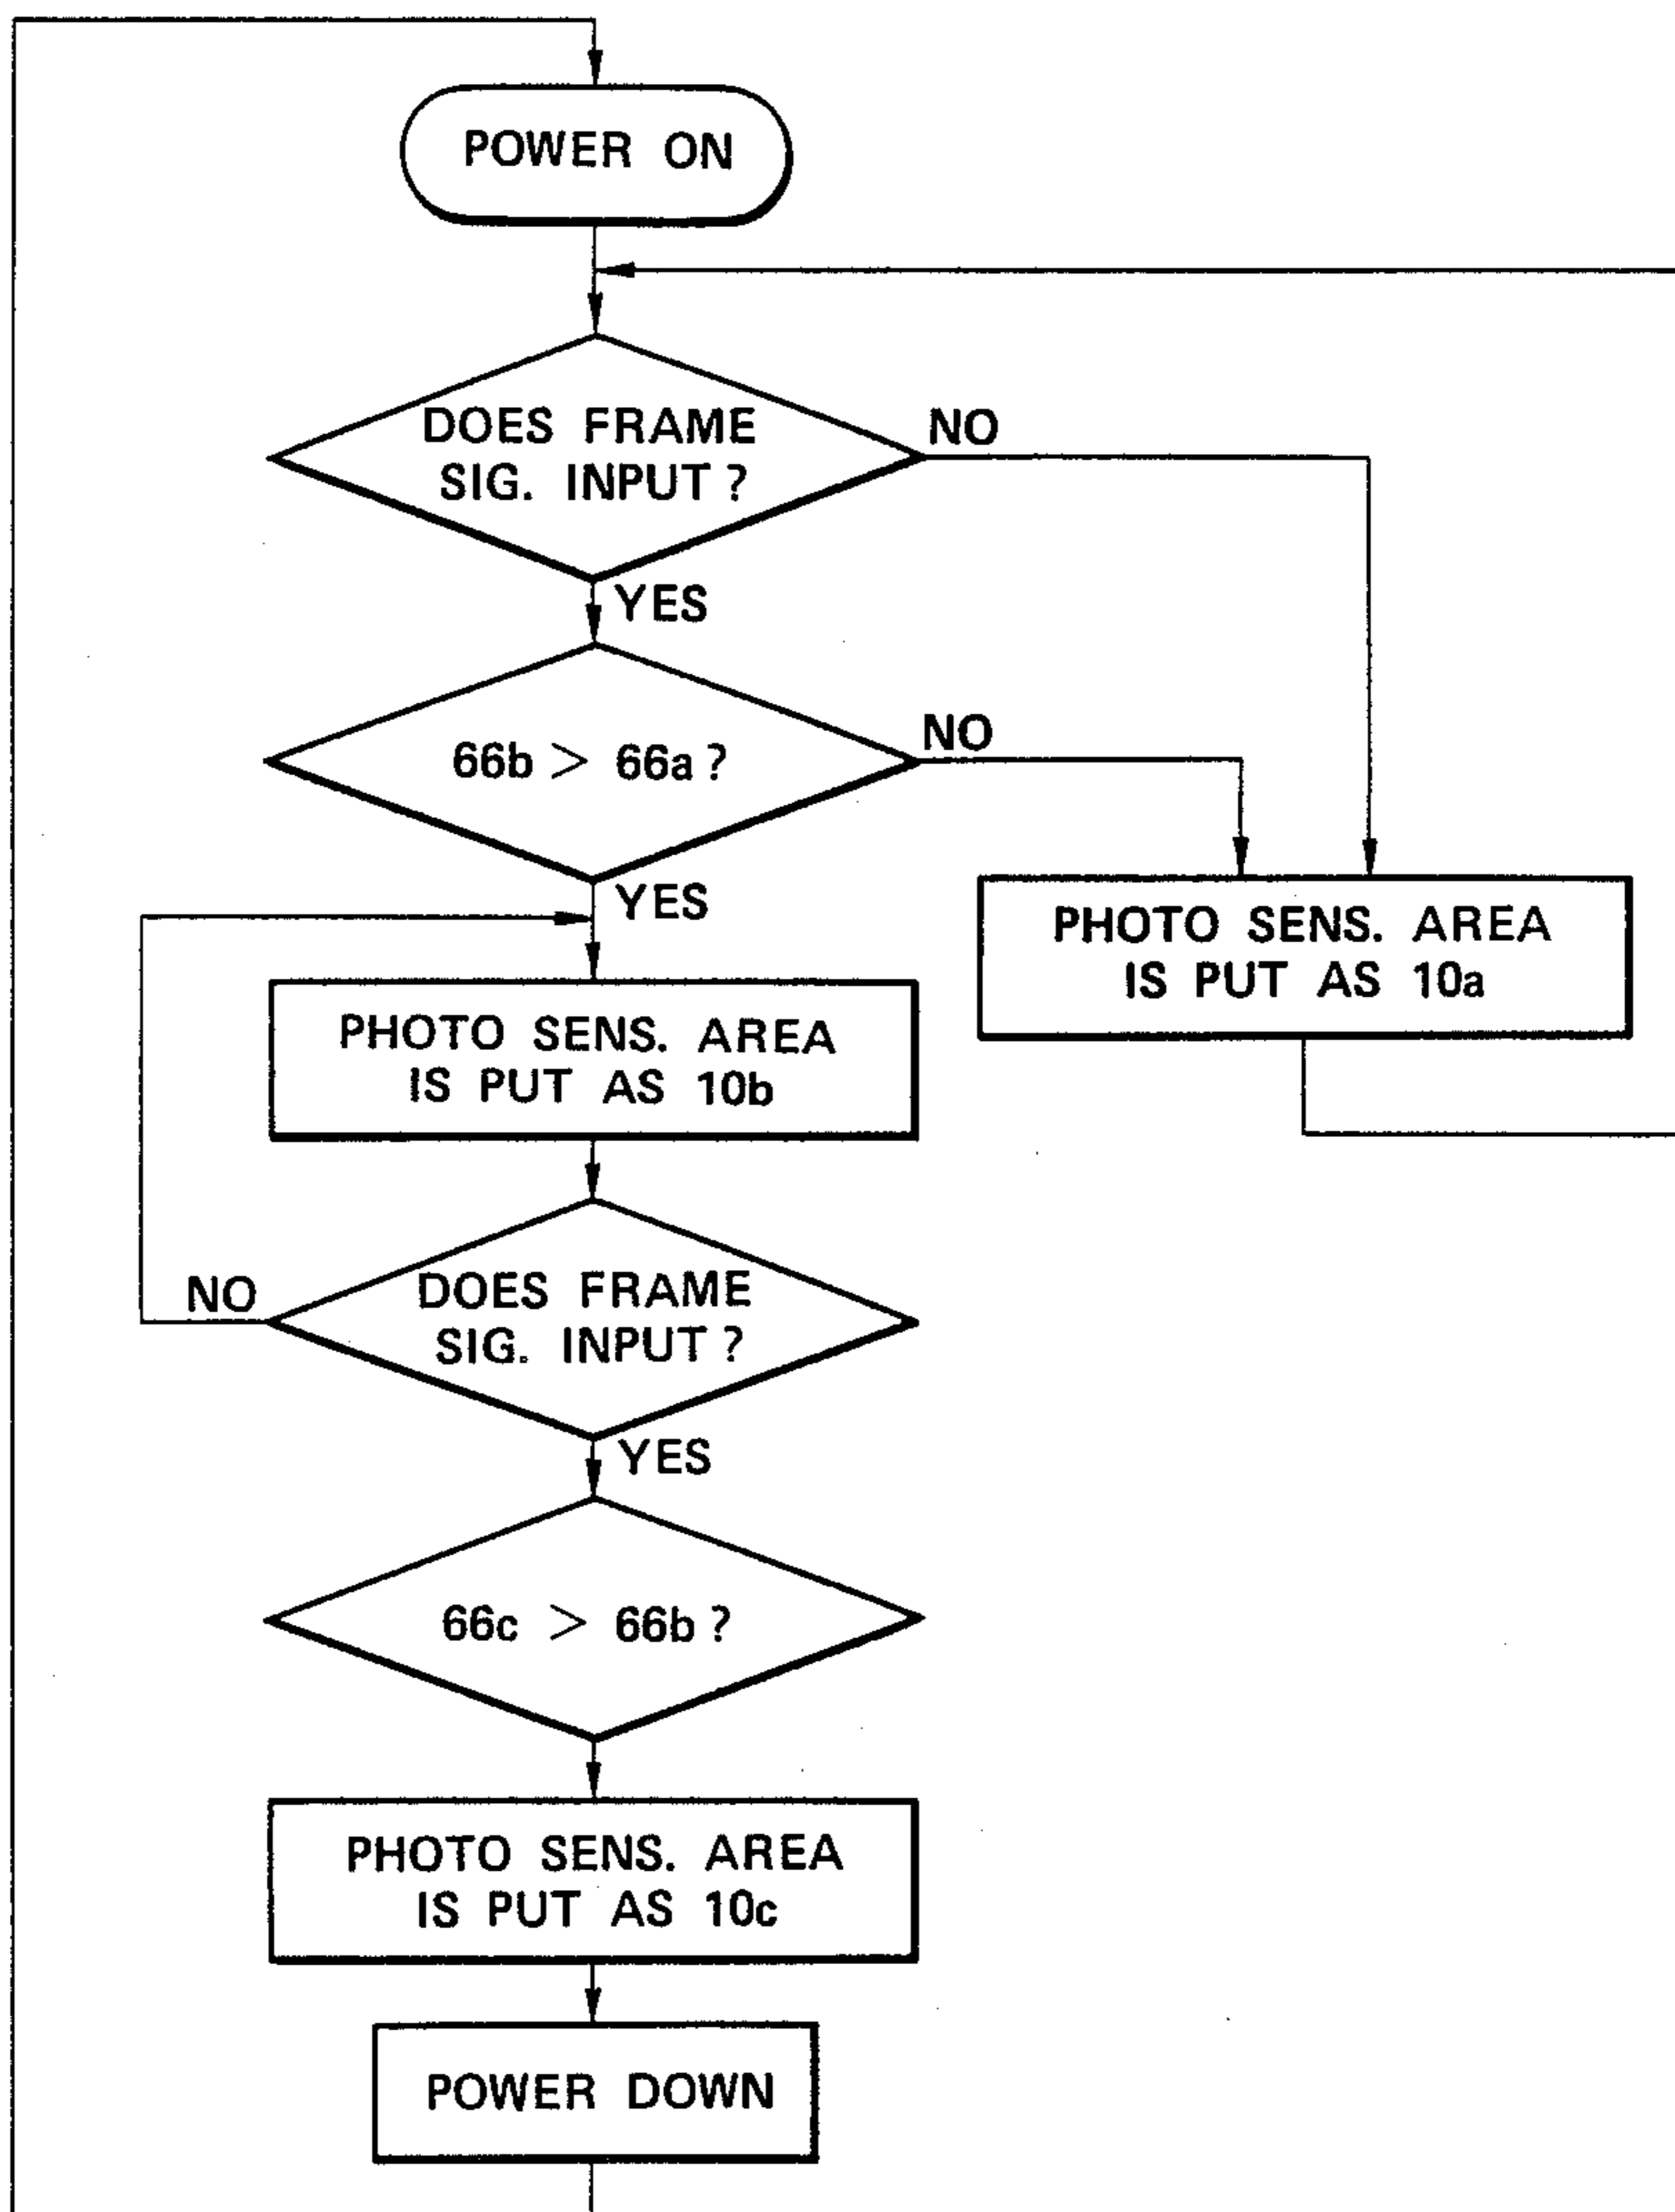 POWER ON
DOES FRAME
SIG. INPUT?
NO
YES
66b > 66a?
NO
YES
PHOTO SENS. AREA
IS PUT AS 10a
PHOTO SENS. AREA
IS PUT AS 10b
DOES FRAME
SIG. INPUT?
NO
YES
66c > 66b?
PHOTO SENS. AREA
IS PUT AS 10c
POWER DOWN